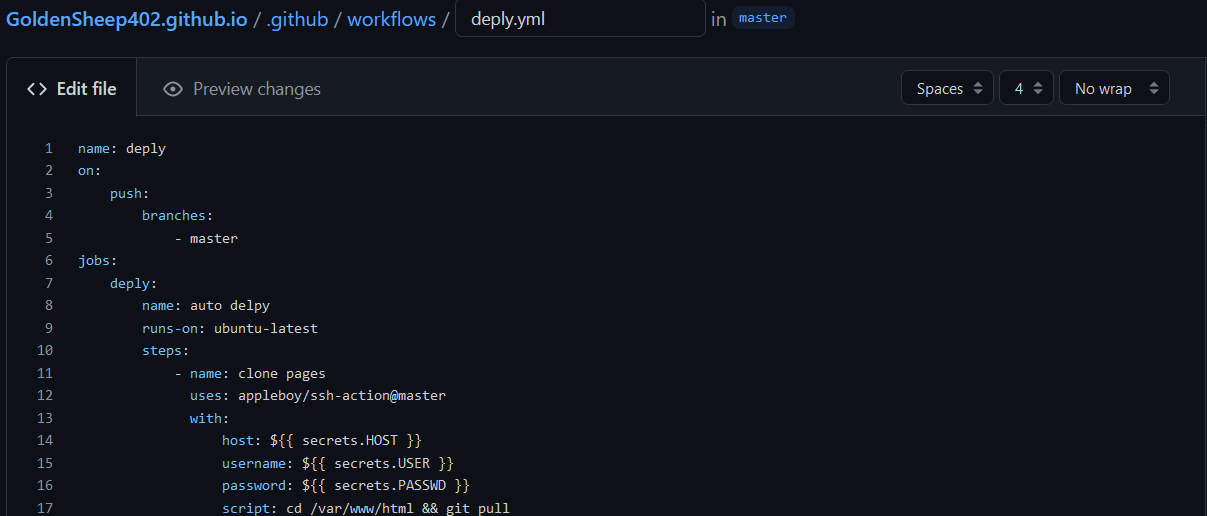 GoldenSheep402.github.io / .github / workflows / deply.yml in master
Edit file Preview changes Spaces 4 No wrap
1 name: deply
2 on:
3     push:
4         branches:
5             - master
6 jobs:
7     deply:
8         name: auto delpy
9         runs-on: ubuntu-latest
10         steps:
11             - name: clone pages
12               uses: appleboy/ssh-action@master
13               with:
14                   host: ${{ secrets.HOST }}
15                   username: ${{ secrets.USER }}
16                   password: ${{ secrets.PASSWD }}
17                   script: cd /var/www/html && git pull